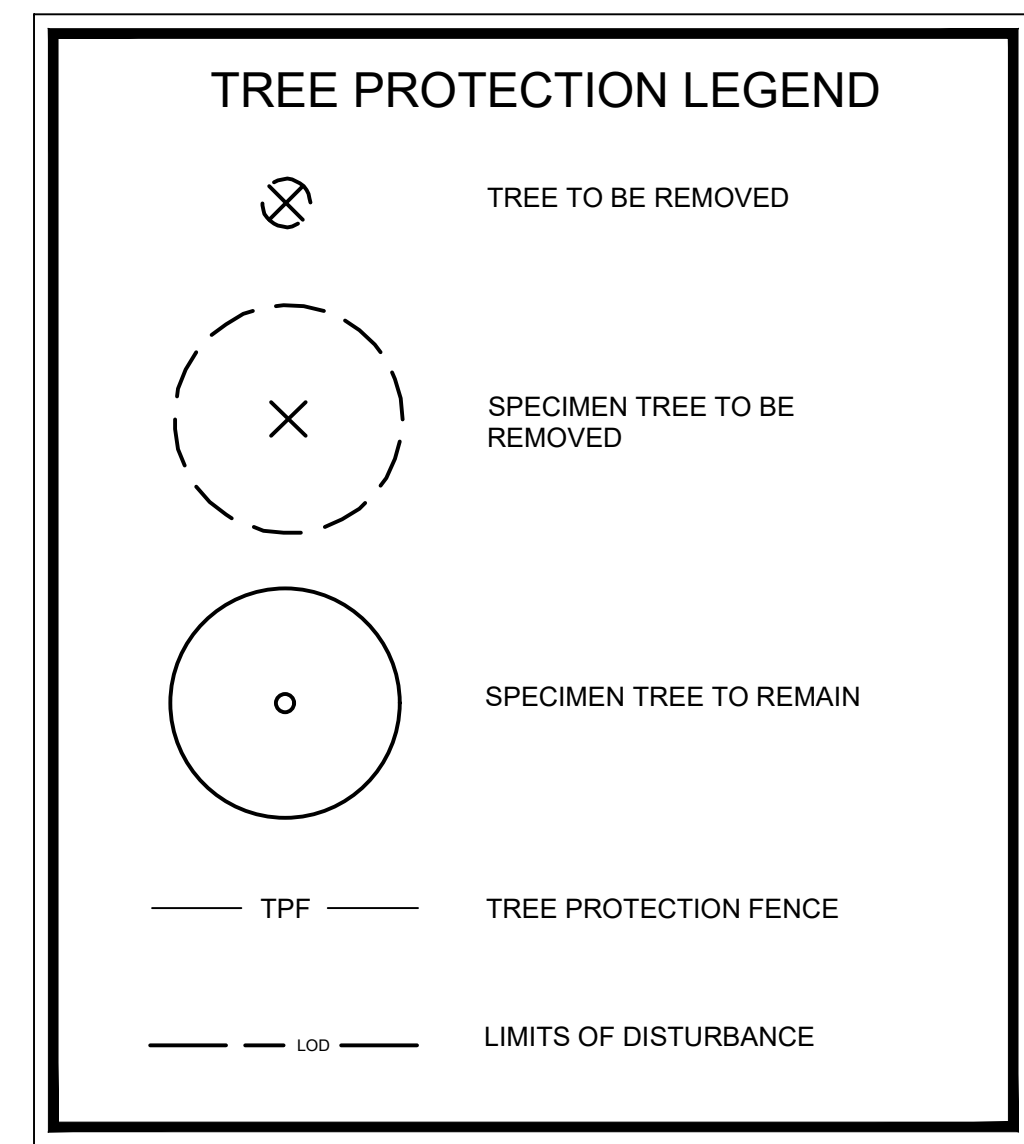 TREE PROTECTION LEGEND
TREE TO BE REMOVED
SPECIMEN TREE TO BE
REMOVED
SPECIMEN TREE TO REMAIN
TPF TREE PROTECTION FENCE
LOD LIMITS OF DISTURBANCE